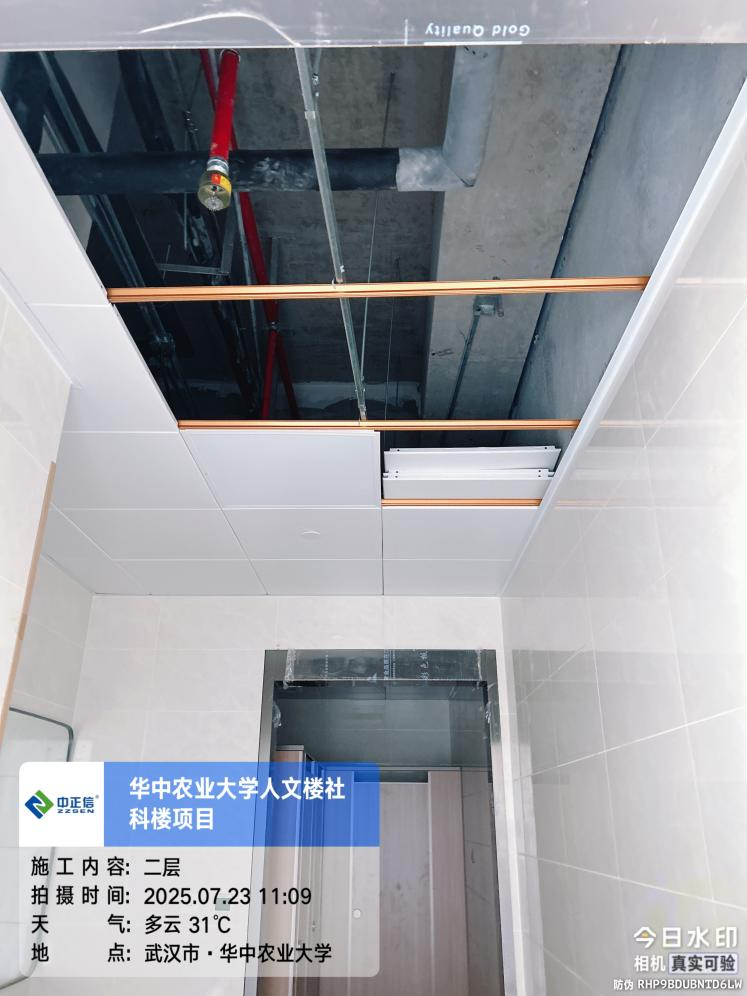 Gold Quality
中正信®
ZZSEN
华中农业大学人文楼社
科楼项目
施工内容: 二层
拍摄时间: 2025.07.23 11:09
天气: 多云 31℃
地点: 武汉市·华中农业大学
今日水印
相机 真实可验
防伪 RHP9BDUBNTD6LW